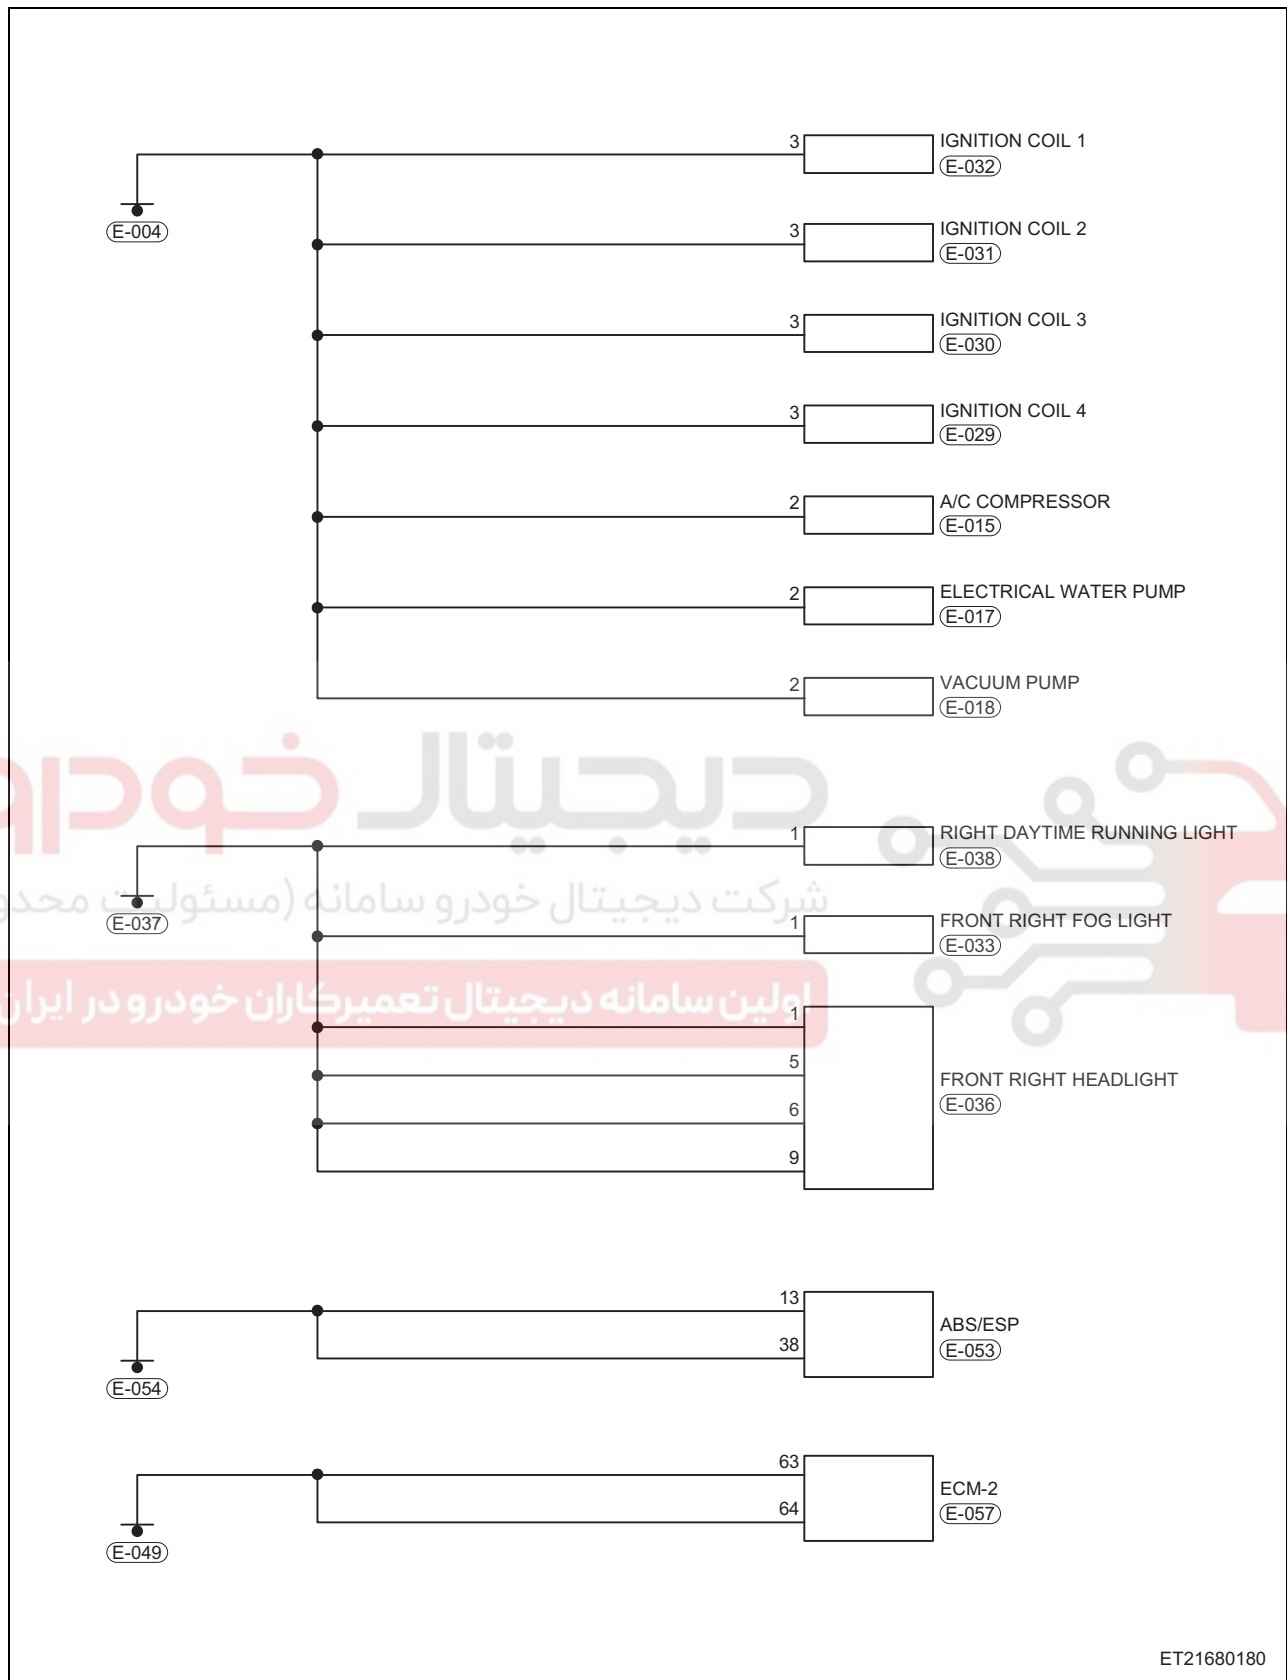 3 IGNITION COIL 1
E-032
E-004
3 IGNITION COIL 2
E-031
3 IGNITION COIL 3
E-030
3 IGNITION COIL 4
E-029
2 A/C COMPRESSOR
E-015
2 ELECTRICAL WATER PUMP
E-017
2 VACUUM PUMP
E-018
دیجیتال خودرو
1 RIGHT DAYTIME RUNNING LIGHT
E-038
شرکت دیجیتال خودرو سامانه (مسئولیت
E-037
1 FRONT RIGHT FOG LIGHT
E-033
اولین سامانه دیجیتال تعمیرکاران خودرو در ایران
1
5
FRONT RIGHT HEADLIGHT
E-036
6
9
13
ABS/ESP
38
E-053
E-054
63
ECM-2
64
E-057
E-049
ET21680180